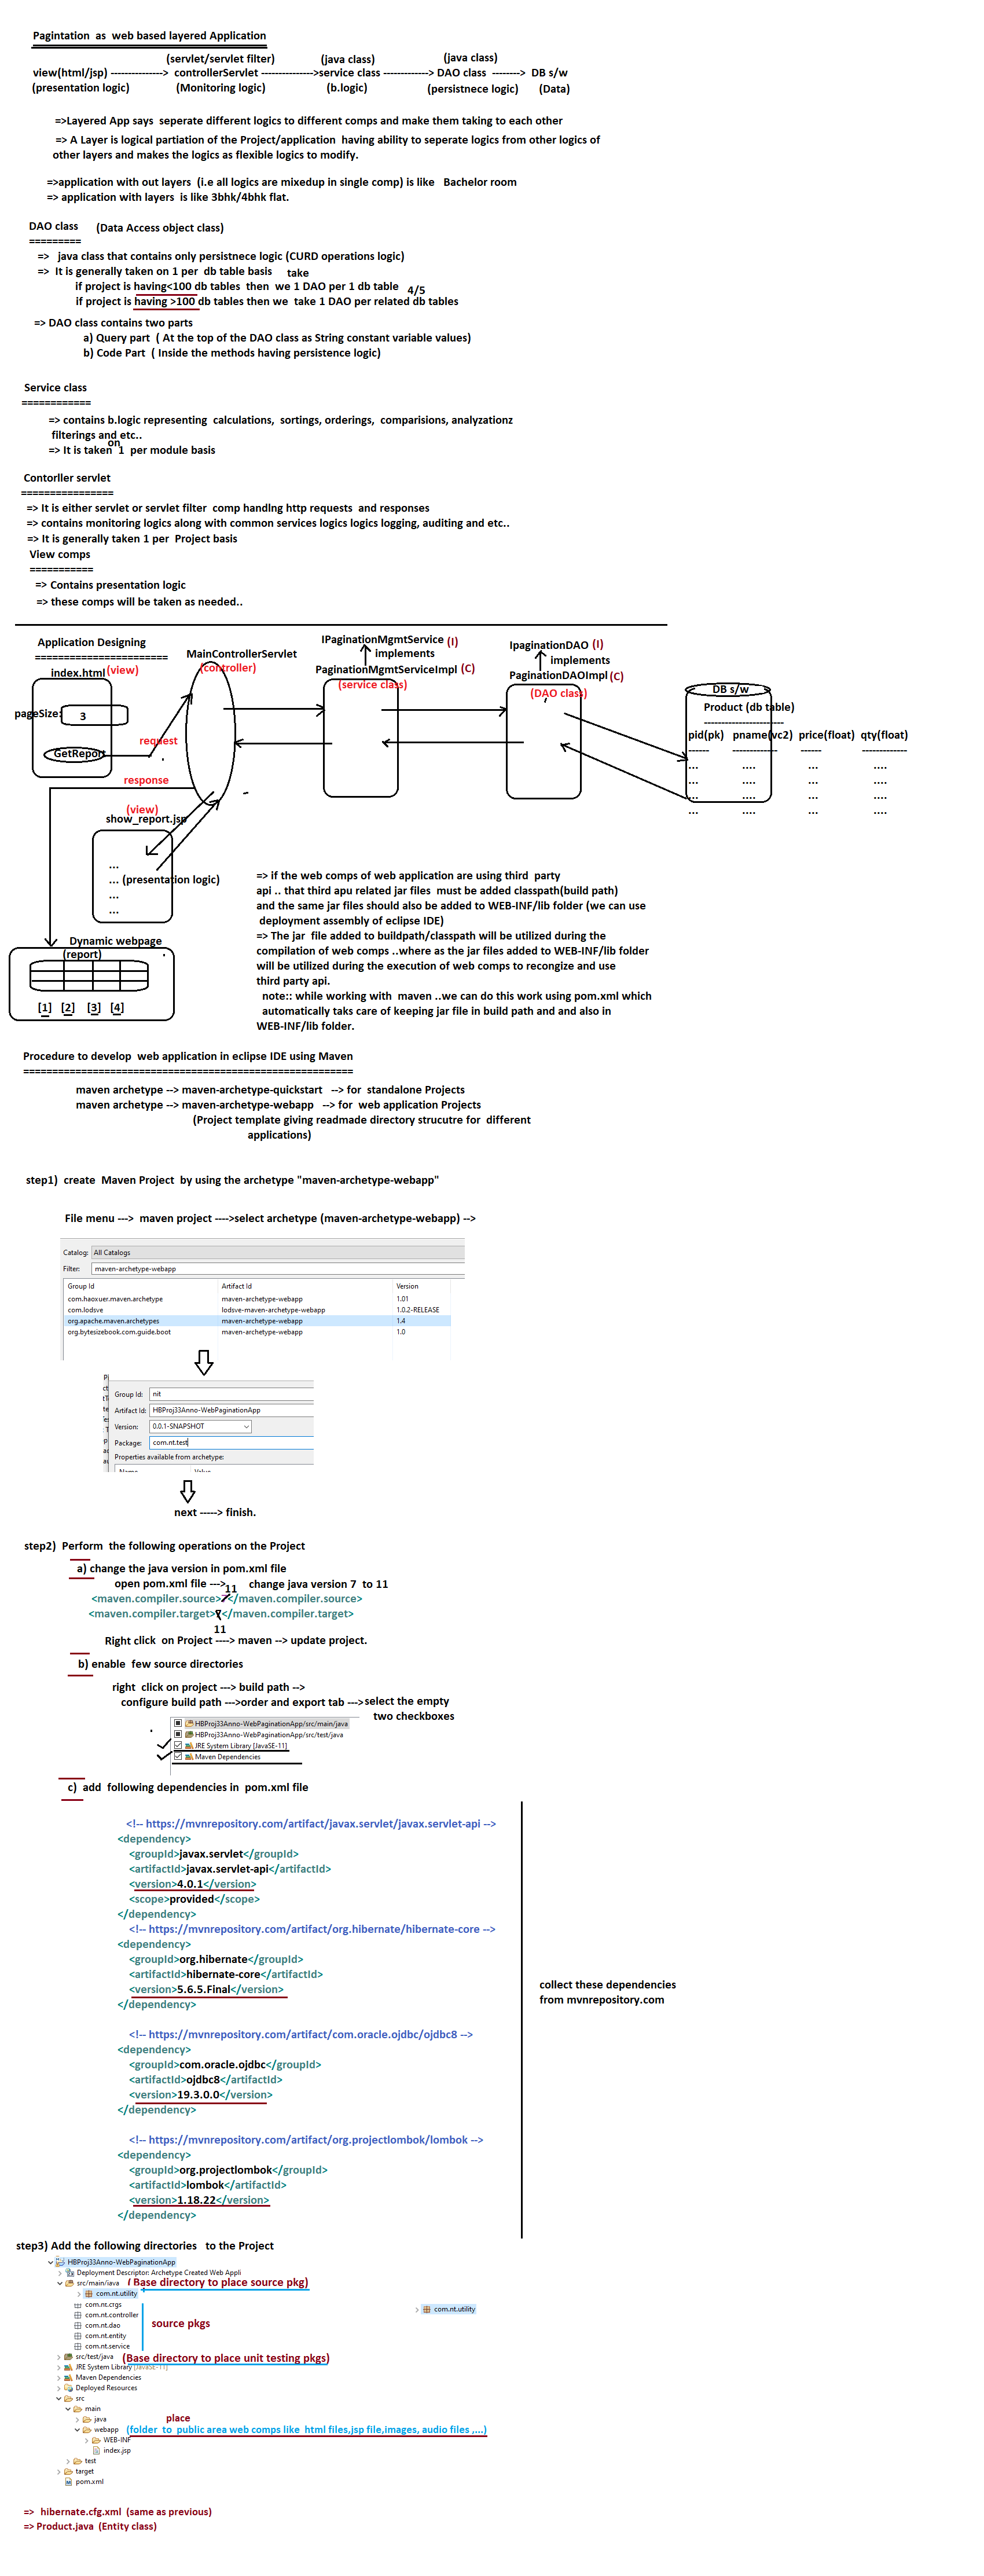 Pagintation as web based layered Application
(servlet/servlet filter) (java class) (java class)
view(html/jsp) ---------------> controllerServlet --------------->service class -------------> DAO class --------> DB s/w
(presentation logic) (Monitoring logic) (b.logic) (persistnece logic) (Data)
=>Layered App says seperate different logics to different comps and make them taking to each other
=> A Layer is logical partiation of the Project/application having ability to seperate logics from other logics of
other layers and makes the logics as flexible logics to modify.
=>application with out layers (i.e all logics are mixedup in single comp) is like Bachelor room
=> application with layers is like 3bhk/4bhk flat.
DAO class (Data Access object class)
=========
=> java class that contains only persistnece logic (CURD operations logic)
=> It is generally taken on 1 per db table basis
take
if project is having<100 db tables then we 1 DAO per 1 db table
4/5
if project is having >100 db tables then we take 1 DAO per related db tables
=> DAO class contains two parts
a) Query part ( At the top of the DAO class as String constant variable values)
b) Code Part ( Inside the methods having persistence logic)
Service class
============
=> contains b.logic representing calculations, sortings, orderings, comparisions, analyzationz
filterings and etc..
on
=> It is taken 1 per module basis
Contorller servlet
================
=> It is either servlet or servlet filter comp handlng http requests and responses
=> contains monitoring logics along with common services logics logics logging, auditing and etc..
=> It is generally taken 1 per Project basis
View comps
===========
=> Contains presentation logic
=> these comps will be taken as needed..
Application Designing
=======================
index.html (view)
pageSize: 3
GetReport
request
response
MainControllerServlet
(controller)
IPaginationMgmtService (I)
implements
PaginationMgmtServiceImpl (C)
(service class)
IpaginationDAO (I)
implements
PaginationDAOImpl (C)
(DAO class)
DB s/w
Product (db table)
-----------------------
pid(pk) pname(vc2) price(float) qty(float)
------ ------------- ------ -------------
... .... ... ....
... .... ... ....
... .... ... ....
... .... ... ....
(view)
show_report.jsp
...
... (presentation logic)
...
...
Dynamic webpage
(report)
[1] [2] [3] [4]
=> if the web comps of web application are using third party
api .. that third apu related jar files must be added classpath(build path)
and the same jar files should also be added to WEB-INF/lib folder (we can use
deployment assembly of eclipse IDE)
=> The jar file added to buildpath/classpath will be utilized during the
compilation of web comps ..where as the jar files added to WEB-INF/lib folder
will be utilized during the execution of web comps to recongize and use
third party api.
note:: while working with maven ..we can do this work using pom.xml which
automatically taks care of keeping jar file in build path and and also in
WEB-INF/lib folder.
Procedure to develop web application in eclipse IDE using Maven
=========================================================
maven archetype --> maven-archetype-quickstart --> for standalone Projects
maven archetype --> maven-archetype-webapp --> for web application Projects
(Project template giving readmade directory strucutre for different
applications)
step1) create Maven Project by using the archetype "maven-archetype-webapp"
File menu ---> maven project ---->select archetype (maven-archetype-webapp) -->
Catalog: All Catalogs
Filter: maven-archetype-webapp
Group Id Artifact Id Version
com.haoxuer.maven.archetype maven-archetype-webapp 1.01
com.lodsve lodsve-maven-archetype-webapp 1.0.2-RELEASE
org.apache.maven.archetypes maven-archetype-webapp 1.4
org.bytesizebook.com.guide.boot maven-archetype-webapp 1.0
Group Id: nit
Artifact Id: HBProj33Anno-WebPaginationApp
Version: 0.0.1-SNAPSHOT
Package: com.nt.test
Properties available from archetype:
Name Value
next -----> finish.
step2) Perform the following operations on the Project
a) change the java version in pom.xml file
open pom.xml file ---> change java version 7 to 11
11
<maven.compiler.source>7</maven.compiler.source>
<maven.compiler.target>7</maven.compiler.target>
11
Right click on Project ----> maven --> update project.
b) enable few source directories
right click on project ---> build path -->
configure build path --->order and export tab --->select the empty
two checkboxes
HBProj33Anno-WebPaginationApp/src/main/java
HBProj33Anno-WebPaginationApp/src/test/java
JRE System Library [JavaSE-11]
Maven Dependencies
c) add following dependencies in pom.xml file
<!-- https://mvnrepository.com/artifact/javax.servlet/javax.servlet-api -->
<dependency>
<groupId>javax.servlet</groupId>
<artifactId>javax.servlet-api</artifactId>
<version>4.0.1</version>
<scope>provided</scope>
</dependency>
<!-- https://mvnrepository.com/artifact/org.hibernate/hibernate-core -->
<dependency>
<groupId>org.hibernate</groupId>
<artifactId>hibernate-core</artifactId>
<version>5.6.5.Final</version>
</dependency>
collect these dependencies
from mvnrepository.com
<!-- https://mvnrepository.com/artifact/com.oracle.ojdbc/ojdbc8 -->
<dependency>
<groupId>com.oracle.ojdbc</groupId>
<artifactId>ojdbc8</artifactId>
<version>19.3.0.0</version>
</dependency>
<!-- https://mvnrepository.com/artifact/org.projectlombok/lombok -->
<dependency>
<groupId>org.projectlombok</groupId>
<artifactId>lombok</artifactId>
<version>1.18.22</version>
</dependency>
step3) Add the following directories to the Project
HBProj33Anno-WebPaginationApp
Deployment Descriptor: Archetype Created Web Appli
src/main/java (Base directory to place source pkg)
com.nt.utility
com.nt.cfgs
com.nt.utility
com.nt.controller
com.nt.dao source pkgs
com.nt.entity
com.nt.service
src/test/java (Base directory to place unit testing pkgs)
JRE System Library [JavaSE-11]
Maven Dependencies
Deployed Resources
src
main
java place
webapp (folder to public area web comps like html files,jsp file,images, audio files ,...)
WEB-INF
index.jsp
test
target
pom.xml
=> hibernate.cfg.xml (same as previous)
=> Product.java (Entity class)